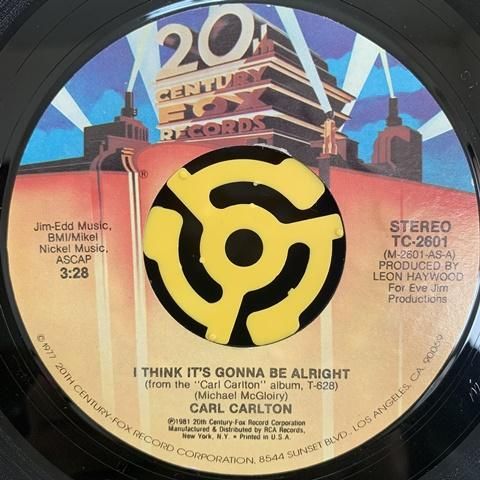 20th
CENTURY
FOX
RECORDS
®
Jim-Edd Music,
BMI/Mikel
Nickel Music,
ASCAP
3:28
STEREO
TC-2601
(M-2601-AS-A)
PRODUCED BY
LEON HAYWOOD
For Eve Jim
Productions
I THINK IT'S GONNA BE ALRIGHT
(from the "Carl Carlton" album, T-628)
(Michael McGloiry)
CARL CARLTON
℗1981 20th Century-Fox Record Corporation
Manufactured & Distributed by RCA Records,
New York, N.Y. • Printed in U.S.A.
©1977 20TH CENTURY-FOX RECORD CORPORATION, 8544 SUNSET BLVD., LOS ANGELES, CA. 90069